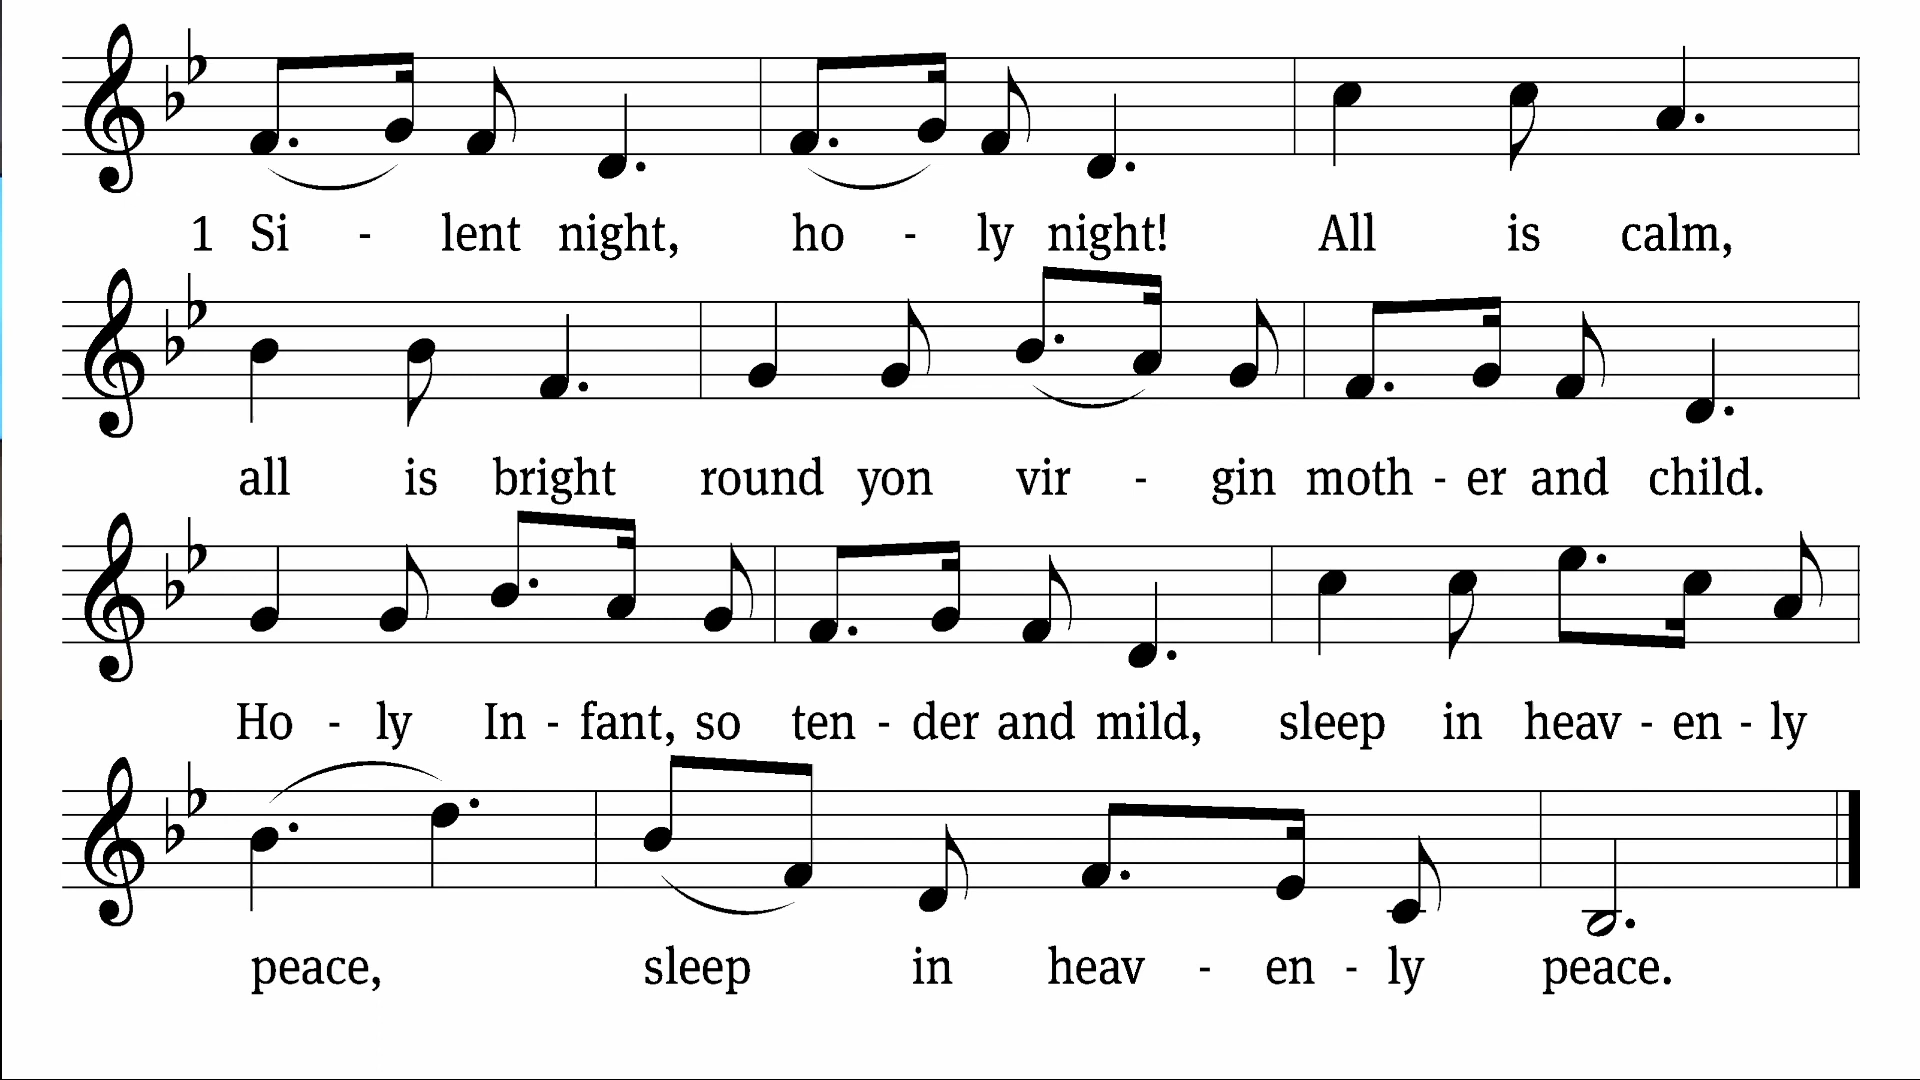 1 Si - lent night, ho - ly night! All is calm,
all is bright round yon vir - gin moth - er and child.
Ho - ly In - fant, so ten - der and mild, sleep in heav - en - ly
peace, sleep in heav - en - ly peace.